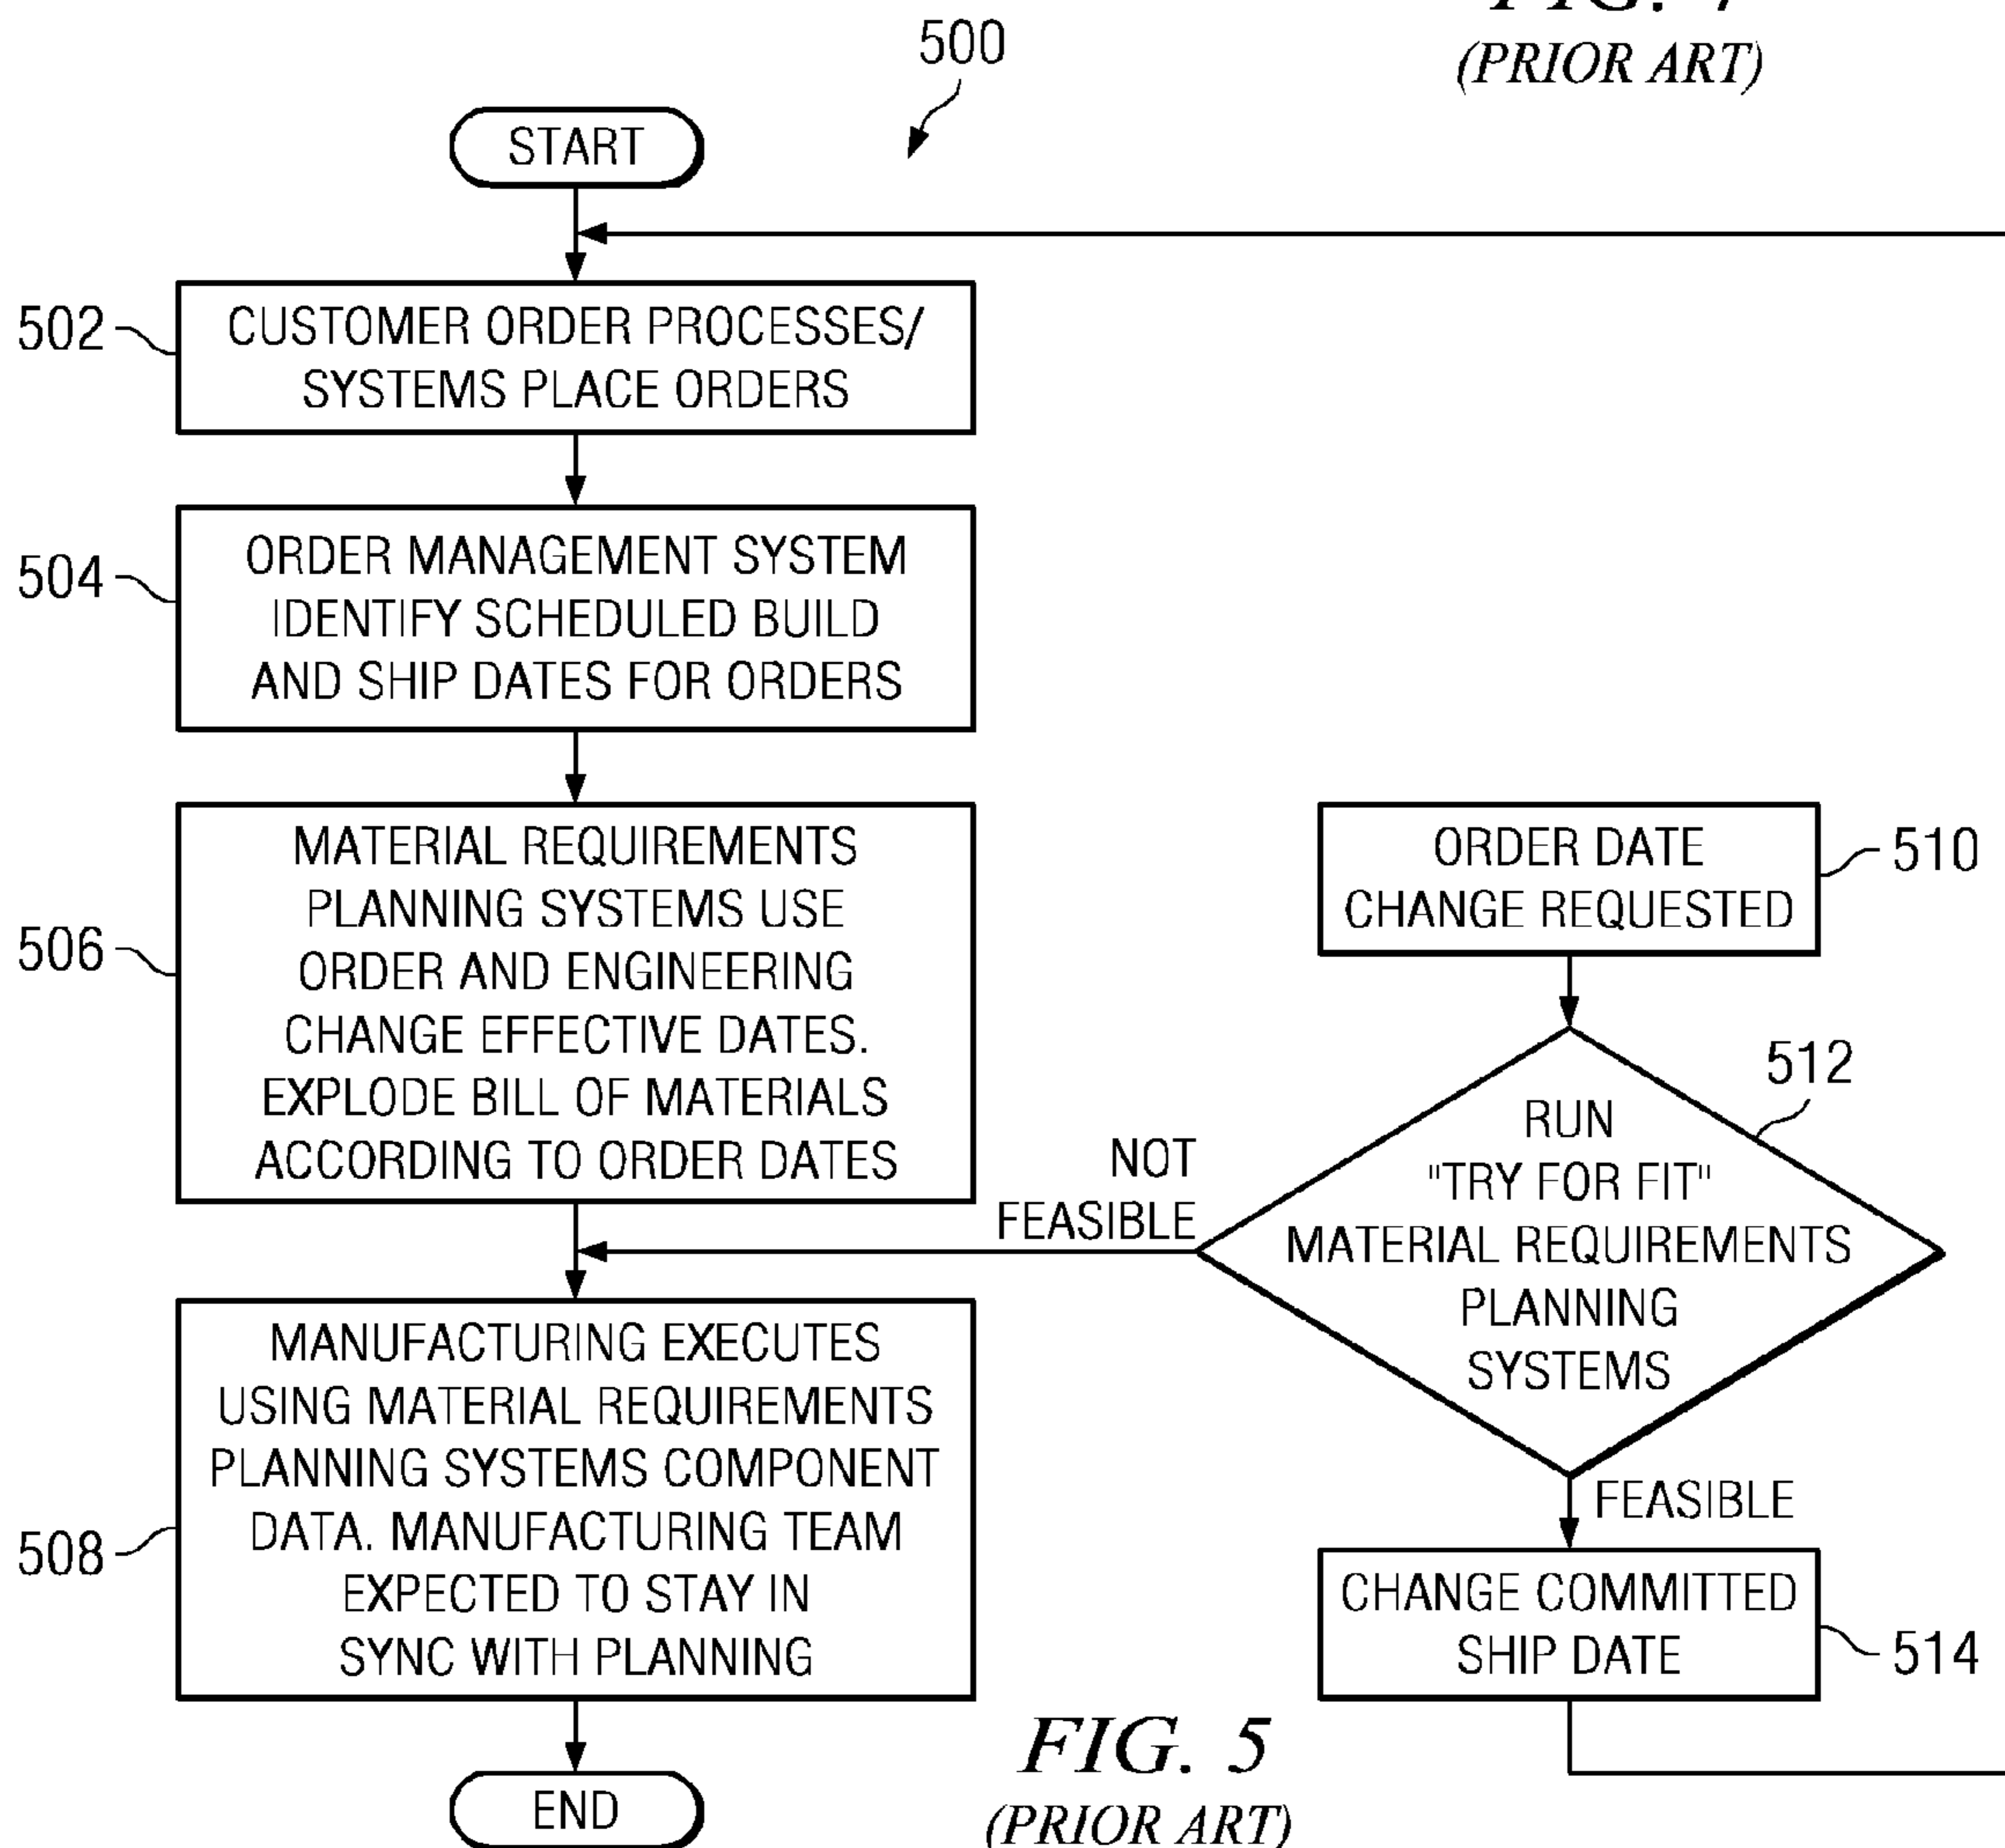 FIG. 4
(PRIOR ART)
500
START
502
CUSTOMER ORDER PROCESSES/
SYSTEMS PLACE ORDERS
504
ORDER MANAGEMENT SYSTEM
IDENTIFY SCHEDULED BUILD
AND SHIP DATES FOR ORDERS
506
MATERIAL REQUIREMENTS
PLANNING SYSTEMS USE
ORDER AND ENGINEERING
CHANGE EFFECTIVE DATES.
EXPLODE BILL OF MATERIALS
ACCORDING TO ORDER DATES
508
MANUFACTURING EXECUTES
USING MATERIAL REQUIREMENTS
PLANNING SYSTEMS COMPONENT
DATA. MANUFACTURING TEAM
EXPECTED TO STAY IN
SYNC WITH PLANNING
END
ORDER DATE
CHANGE REQUESTED
510
512
RUN
"TRY FOR FIT"
MATERIAL REQUIREMENTS
PLANNING
SYSTEMS
NOT
FEASIBLE
FEASIBLE
CHANGE COMMITTED
SHIP DATE
514
FIG. 5
(PRIOR ART)